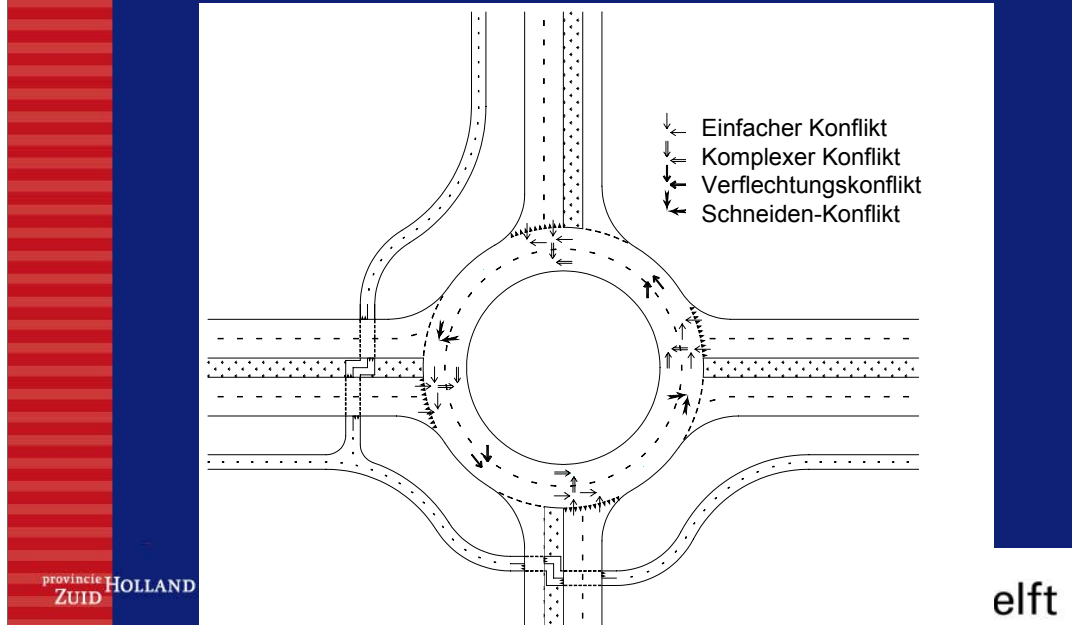 Einfacher Konflikt
Komplexer Konflikt
Verflechtungskonflikt
Schneiden-Konflikt
provincie HOLLAND
ZUID
elft